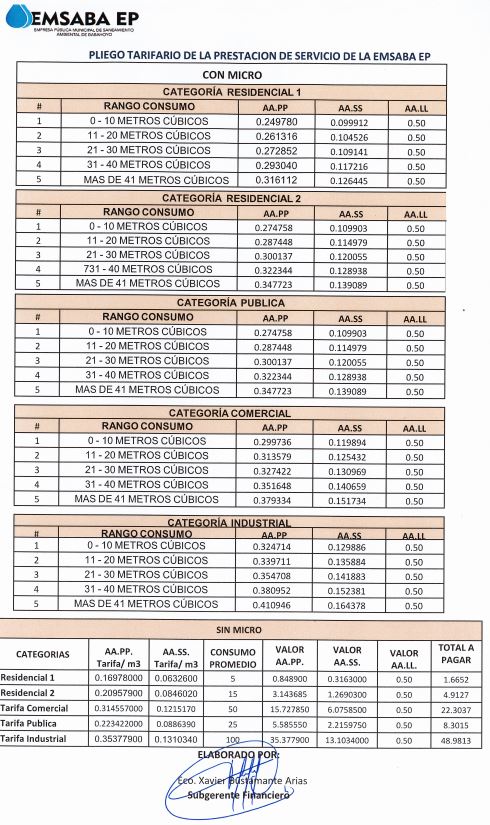 EMSABA EP
EMPRESA PÚBLICA MUNICIPAL DE SANEAMIENTO
AMBIENTAL DE BABAHOYO
PLIEGO TARIFARIO DE LA PRESTACION DE SERVICIO DE LA EMSABA EP
CON MICRO
CATEGORÍA RESIDENCIAL 1
# RANGO CONSUMO AA.PP AA.SS AA.LL
1 0 - 10 METROS CÚBICOS 0.249780 0.099912 0.50
2 11 - 20 METROS CÚBICOS 0.261316 0.104526 0.50
3 21 - 30 METROS CÚBICOS 0.272852 0.109141 0.50
4 31 - 40 METROS CÚBICOS 0.293040 0.117216 0.50
5 MAS DE 41 METROS CÚBICOS 0.316112 0.126445 0.50
CATEGORÍA RESIDENCIAL 2
# RANGO CONSUMO AA.PP AA.SS AA.LL
1 0 - 10 METROS CÚBICOS 0.274758 0.109903 0.50
2 11 - 20 METROS CÚBICOS 0.287448 0.114979 0.50
3 21 - 30 METROS CÚBICOS 0.300137 0.120055 0.50
4 731 - 40 METROS CÚBICOS 0.322344 0.128938 0.50
5 MAS DE 41 METROS CÚBICOS 0.347723 0.139089 0.50
CATEGORÍA PUBLICA
# RANGO CONSUMO AA.PP AA.SS AA.LL
1 0 - 10 METROS CÚBICOS 0.274758 0.109903 0.50
2 11 - 20 METROS CÚBICOS 0.287448 0.114979 0.50
3 21 - 30 METROS CÚBICOS 0.300137 0.120055 0.50
4 31 - 40 METROS CÚBICOS 0.322344 0.128938 0.50
5 MAS DE 41 METROS CÚBICOS 0.347723 0.139089 0.50
CATEGORÍA COMERCIAL
# RANGO CONSUMO AA.PP AA.SS AA.LL
1 0 - 10 METROS CÚBICOS 0.299736 0.119894 0.50
2 11 - 20 METROS CÚBICOS 0.313579 0.125432 0.50
3 21 - 30 METROS CÚBICOS 0.327422 0.130969 0.50
4 31 - 40 METROS CÚBICOS 0.351648 0.140659 0.50
5 MAS DE 41 METROS CÚBICOS 0.379334 0.151734 0.50
CATEGORÍA INDUSTRIAL
# RANGO CONSUMO AA.PP AA.SS AA.LL
1 0 - 10 METROS CÚBICOS 0.324714 0.129886 0.50
2 11 - 20 METROS CÚBICOS 0.339711 0.135884 0.50
3 21 - 30 METROS CÚBICOS 0.354708 0.141883 0.50
4 31 - 40 METROS CÚBICOS 0.380952 0.152381 0.50
5 MAS DE 41 METROS CÚBICOS 0.410946 0.164378 0.50
SIN MICRO
CATEGORIAS AA.PP. Tarifa/ m3 AA.SS. Tarifa/ m3 CONSUMO PROMEDIO VALOR AA.PP. VALOR AA.SS. VALOR AA.LL. TOTAL A PAGAR
Residencial 1 0.16978000 0.0632600 5 0.848900 0.3163000 0.50 1.6652
Residencial 2 0.20957900 0.0846020 15 3.143685 1.2690300 0.50 4.9127
Tarifa Comercial 0.314557000 0.1215170 50 15.727850 6.0758500 0.50 22.3037
Tarifa Publica 0.223422000 0.0886390 25 5.585550 2.2159750 0.50 8.3015
Tarifa Industrial 0.35377900 0.1310340 100 35.377900 13.1034000 0.50 48.9813
ELABORADO POR:
Eco. Xavier Bustamante Arias
Subgerente Financiero